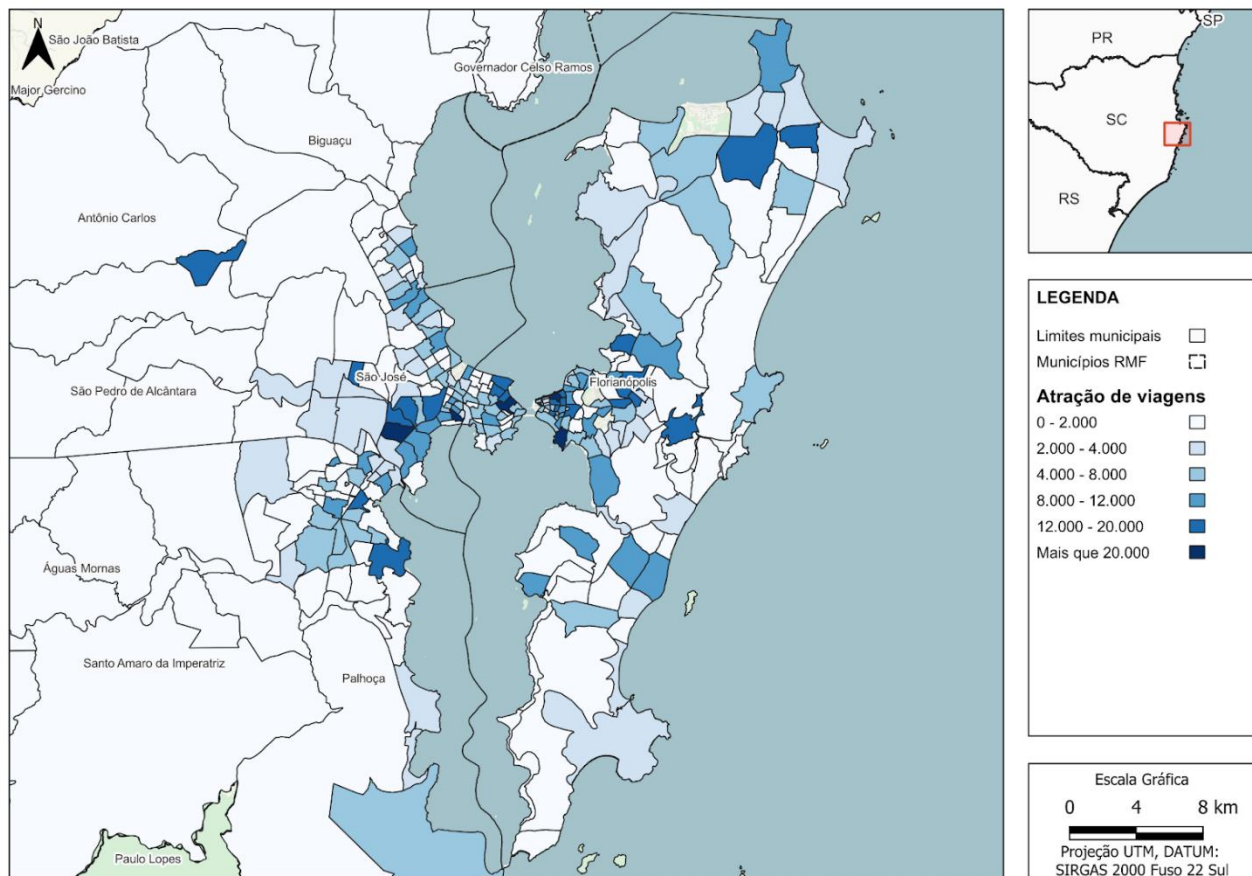 N
São João Batista
Major Gercino
Governador Celso Ramos
Biguaçu
Antônio Carlos
São José
Florianópolis
São Pedro de Alcântara
Águas Mornas
Santo Amaro da Imperatriz
Palhoça
Paulo Lopes
SP
PR
SC
RS
LEGENDA
Limites municipais
Municípios RMF
Atração de viagens
0 - 2.000
2.000 - 4.000
4.000 - 8.000
8.000 - 12.000
12.000 - 20.000
Mais que 20.000
Escala Gráfica
0 4 8 km
Projeção UTM, DATUM:
SIRGAS 2000 Fuso 22 Sul